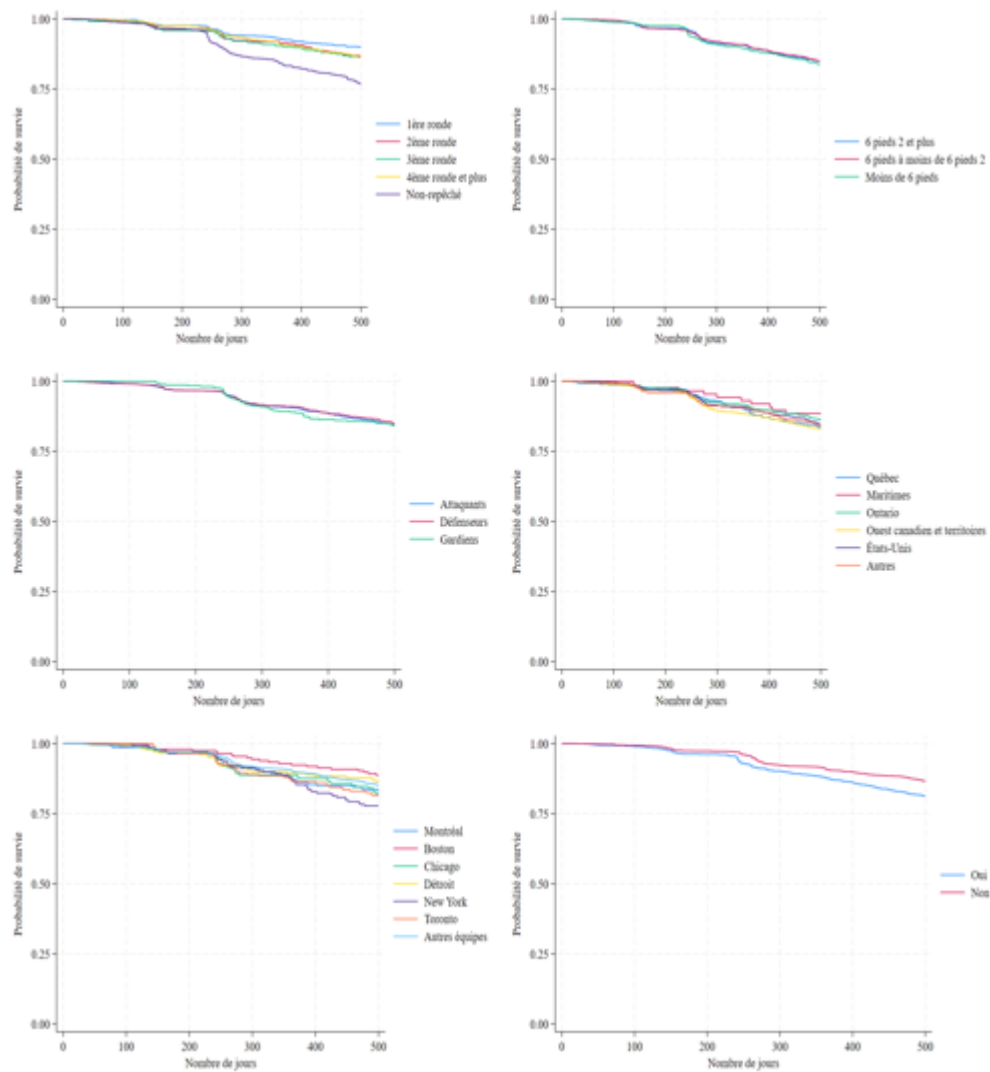 Probabilité de survie
1.00
0.75
0.50
0.25
0.00
0 100 200 300 400 500
Nombre de jours
1ère ronde
2ème ronde
3ème ronde
4ème ronde et plus
Non-repêché
Probabilité de survie
1.00
0.75
0.50
0.25
0.00
0 100 200 300 400 500
Nombre de jours
6 pieds 2 et plus
6 pieds à moins de 6 pieds 2
Moins de 6 pieds
Probabilité de survie
1.00
0.75
0.50
0.25
0.00
0 100 200 300 400 500
Nombre de jours
Attaquants
Défenseurs
Gardiens
Probabilité de survie
1.00
0.75
0.50
0.25
0.00
0 100 200 300 400 500
Nombre de jours
Québec
Maritimes
Ontario
Ouest canadien et territoires
États-Unis
Autres
Probabilité de survie
1.00
0.75
0.50
0.25
0.00
0 100 200 300 400 500
Nombre de jours
Montréal
Boston
Chicago
Détroit
New York
Toronto
Autres équipes
Probabilité de survie
1.00
0.75
0.50
0.25
0.00
0 100 200 300 400 500
Nombre de jours
Oui
Non